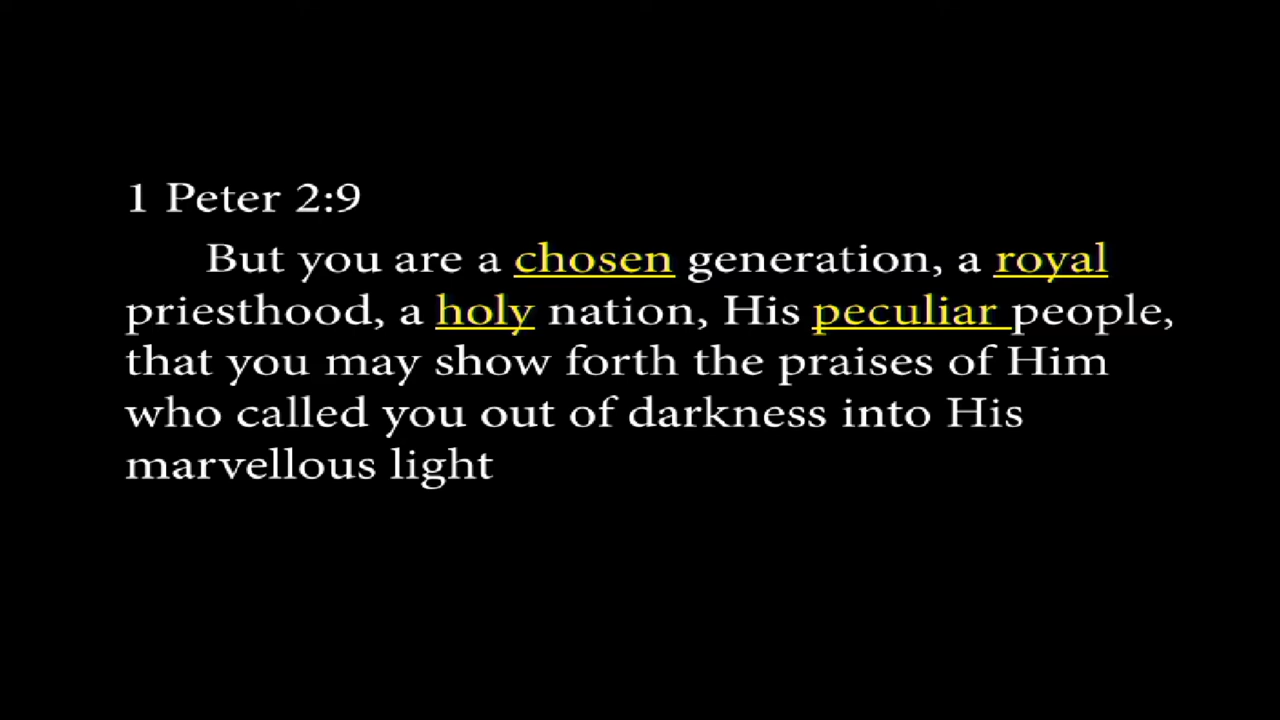 1 Peter 2:9
But you are a chosen generation, a royal
priesthood, a holy nation, His peculiar people,
that you may show forth the praises of Him
who called you out of darkness into His
marvellous light